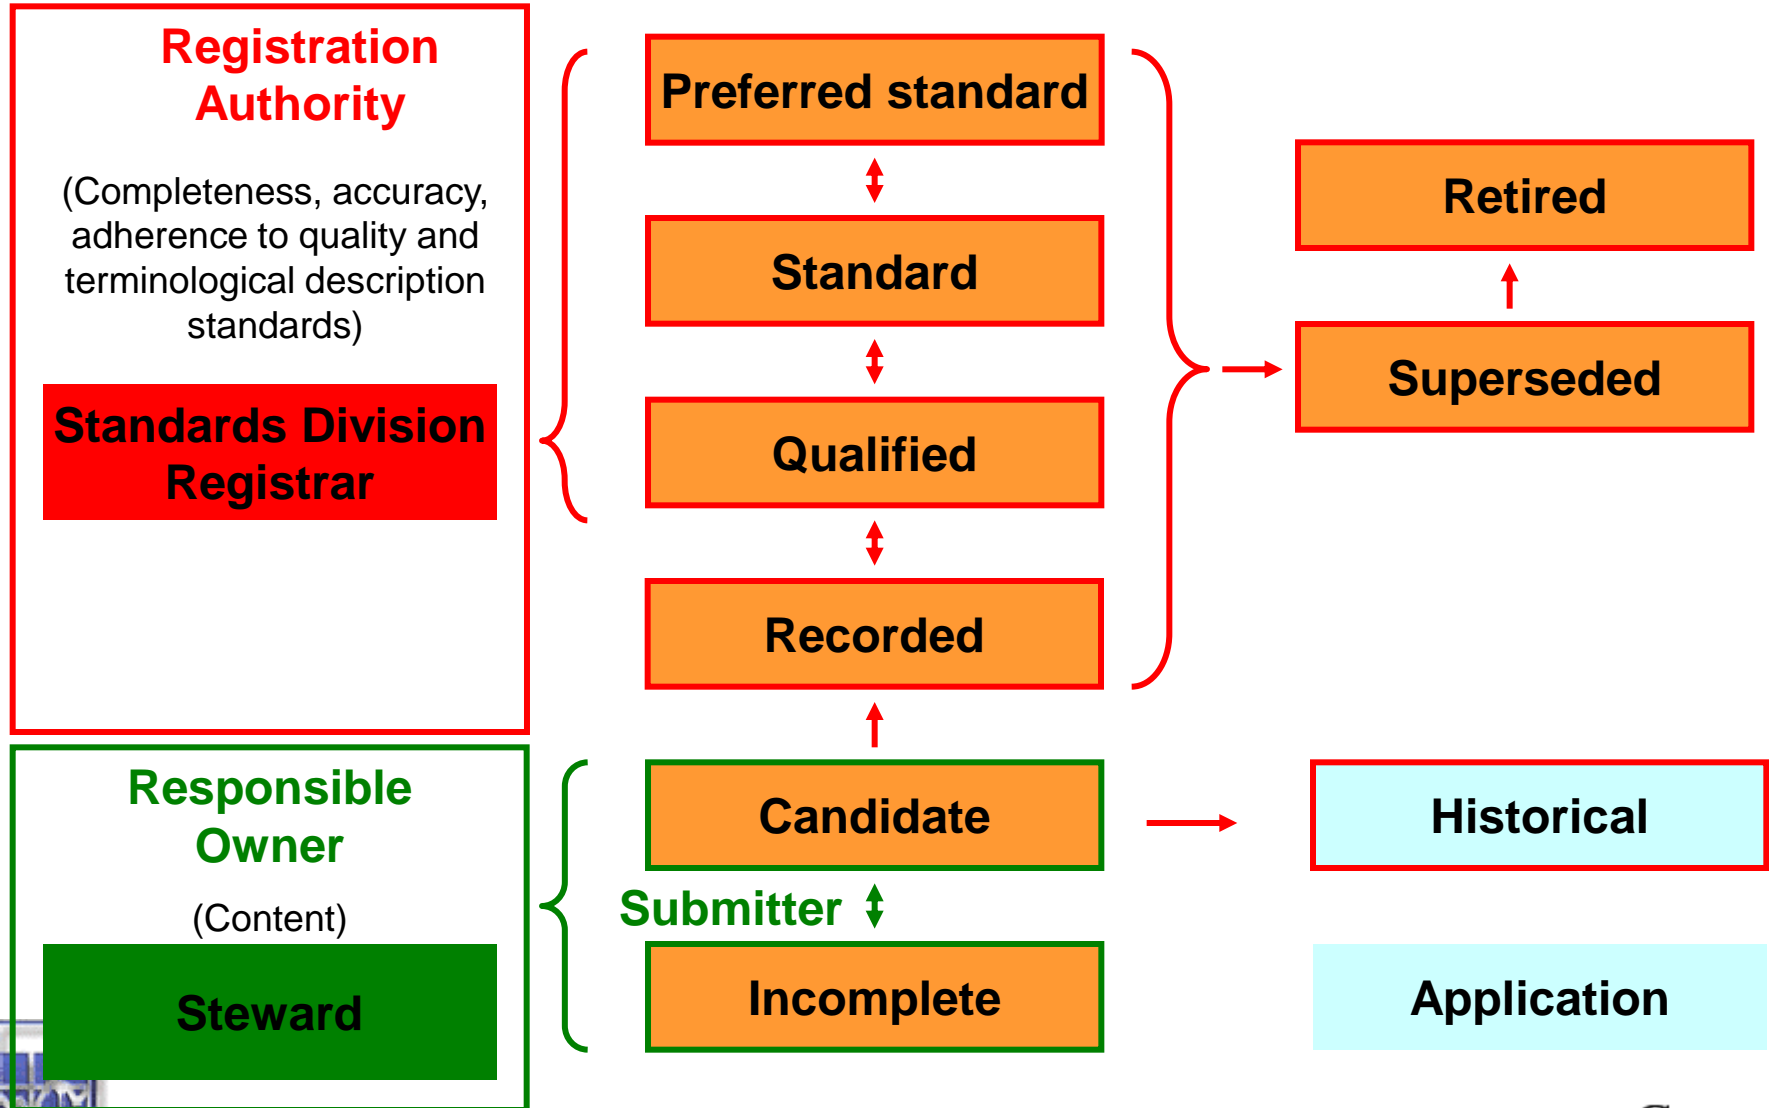 Registration
Authority
(Completeness, accuracy,
adherence to quality and
terminological description
standards)
Standards Division
Registrar
Responsible
Owner
(Content)
Steward
Preferred standard
Standard
Qualified
Recorded
Candidate
Submitter
Incomplete
Retired
Superseded
Historical
Application